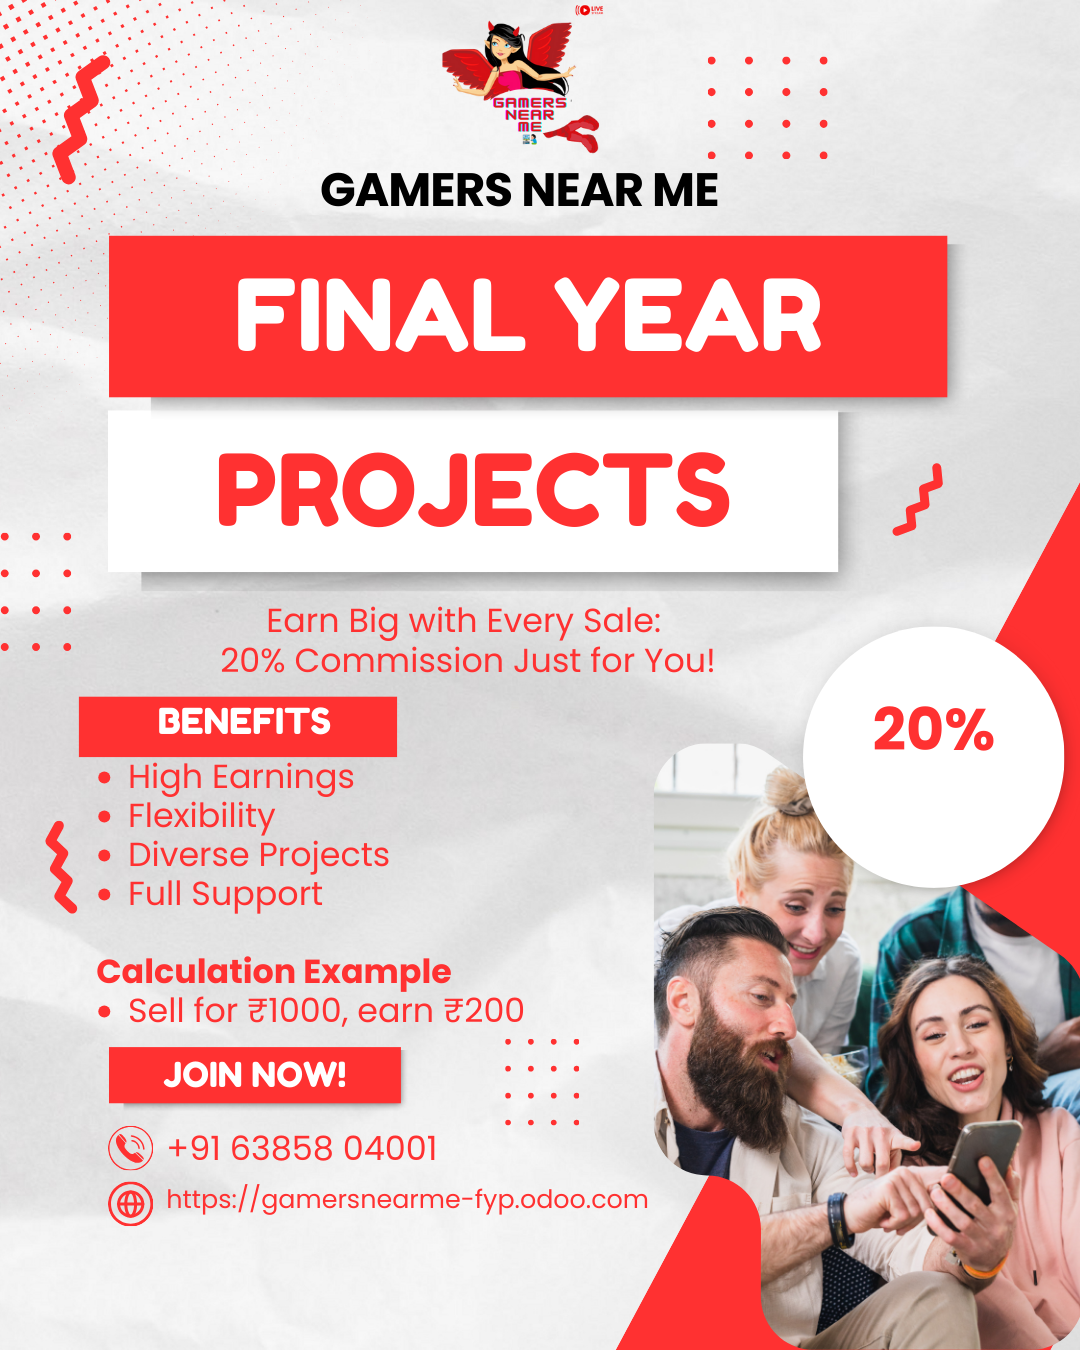 LIVE
GAMERS
NEAR
ME
GAMERS NEAR ME
FINAL YEAR
PROJECTS
Earn Big with Every Sale:
20% Commission Just for You!
20%
BENEFITS
• High Earnings
• Flexibility
• Diverse Projects
• Full Support
Calculation Example
• Sell for ₹1000, earn ₹200
JOIN NOW!
+91 63858 04001
https://gamersnearme-fyp.odoo.com